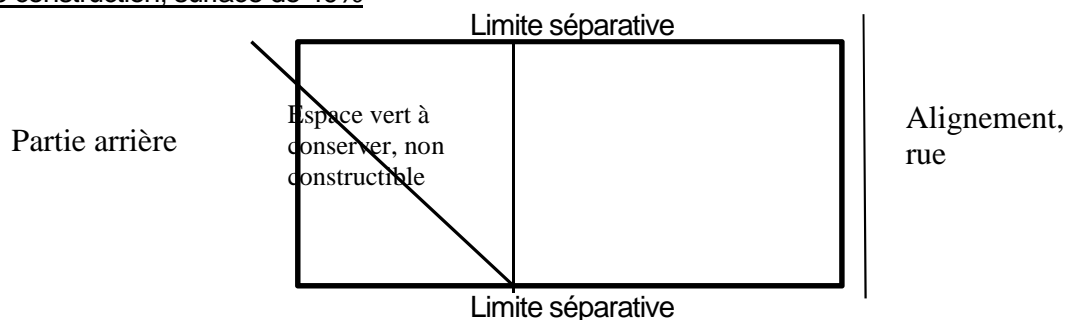 construction, surface de 40%
Limite séparative
Espace vert à
conserver, non
constructible
Partie arrière
Alignement,
rue
Limite séparative